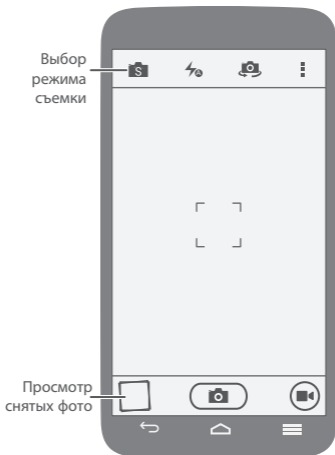 Выбор
режима
съемки
S
Просмотр
снятых фото